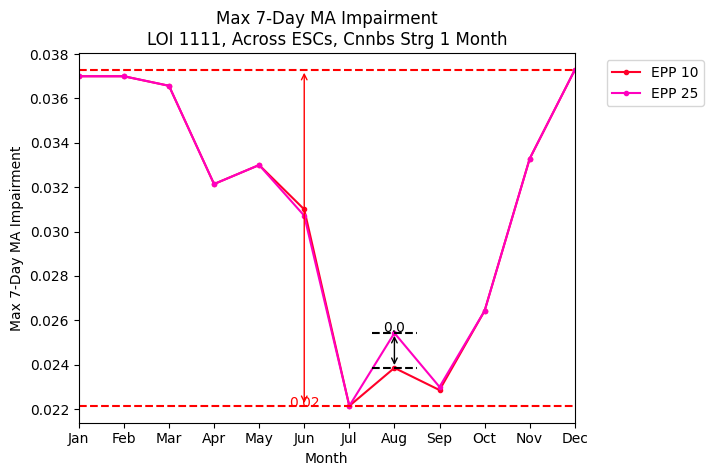 Max 7-Day MA Impairment
LOI 1111, Across ESCs, Cnnbs Strg 1 Month
0.038
0.036
0.034
0.032
0.030
0.028
0.026
0.024
0.022
Max 7-Day MA Impairment
0.0
0.02
Jan Feb Mar Apr May Jun Jul Aug Sep Oct Nov Dec
Month
EPP 10
EPP 25